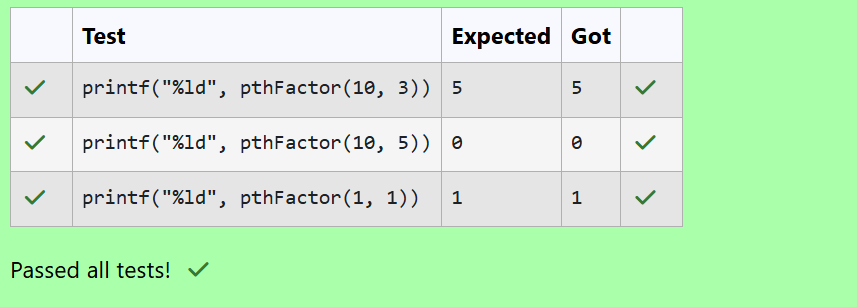 Test Expected Got
printf("%ld", pthFactor(10, 3)) 5 5
printf("%ld", pthFactor(10, 5)) 0 0
printf("%ld", pthFactor(1, 1)) 1 1
Passed all tests!